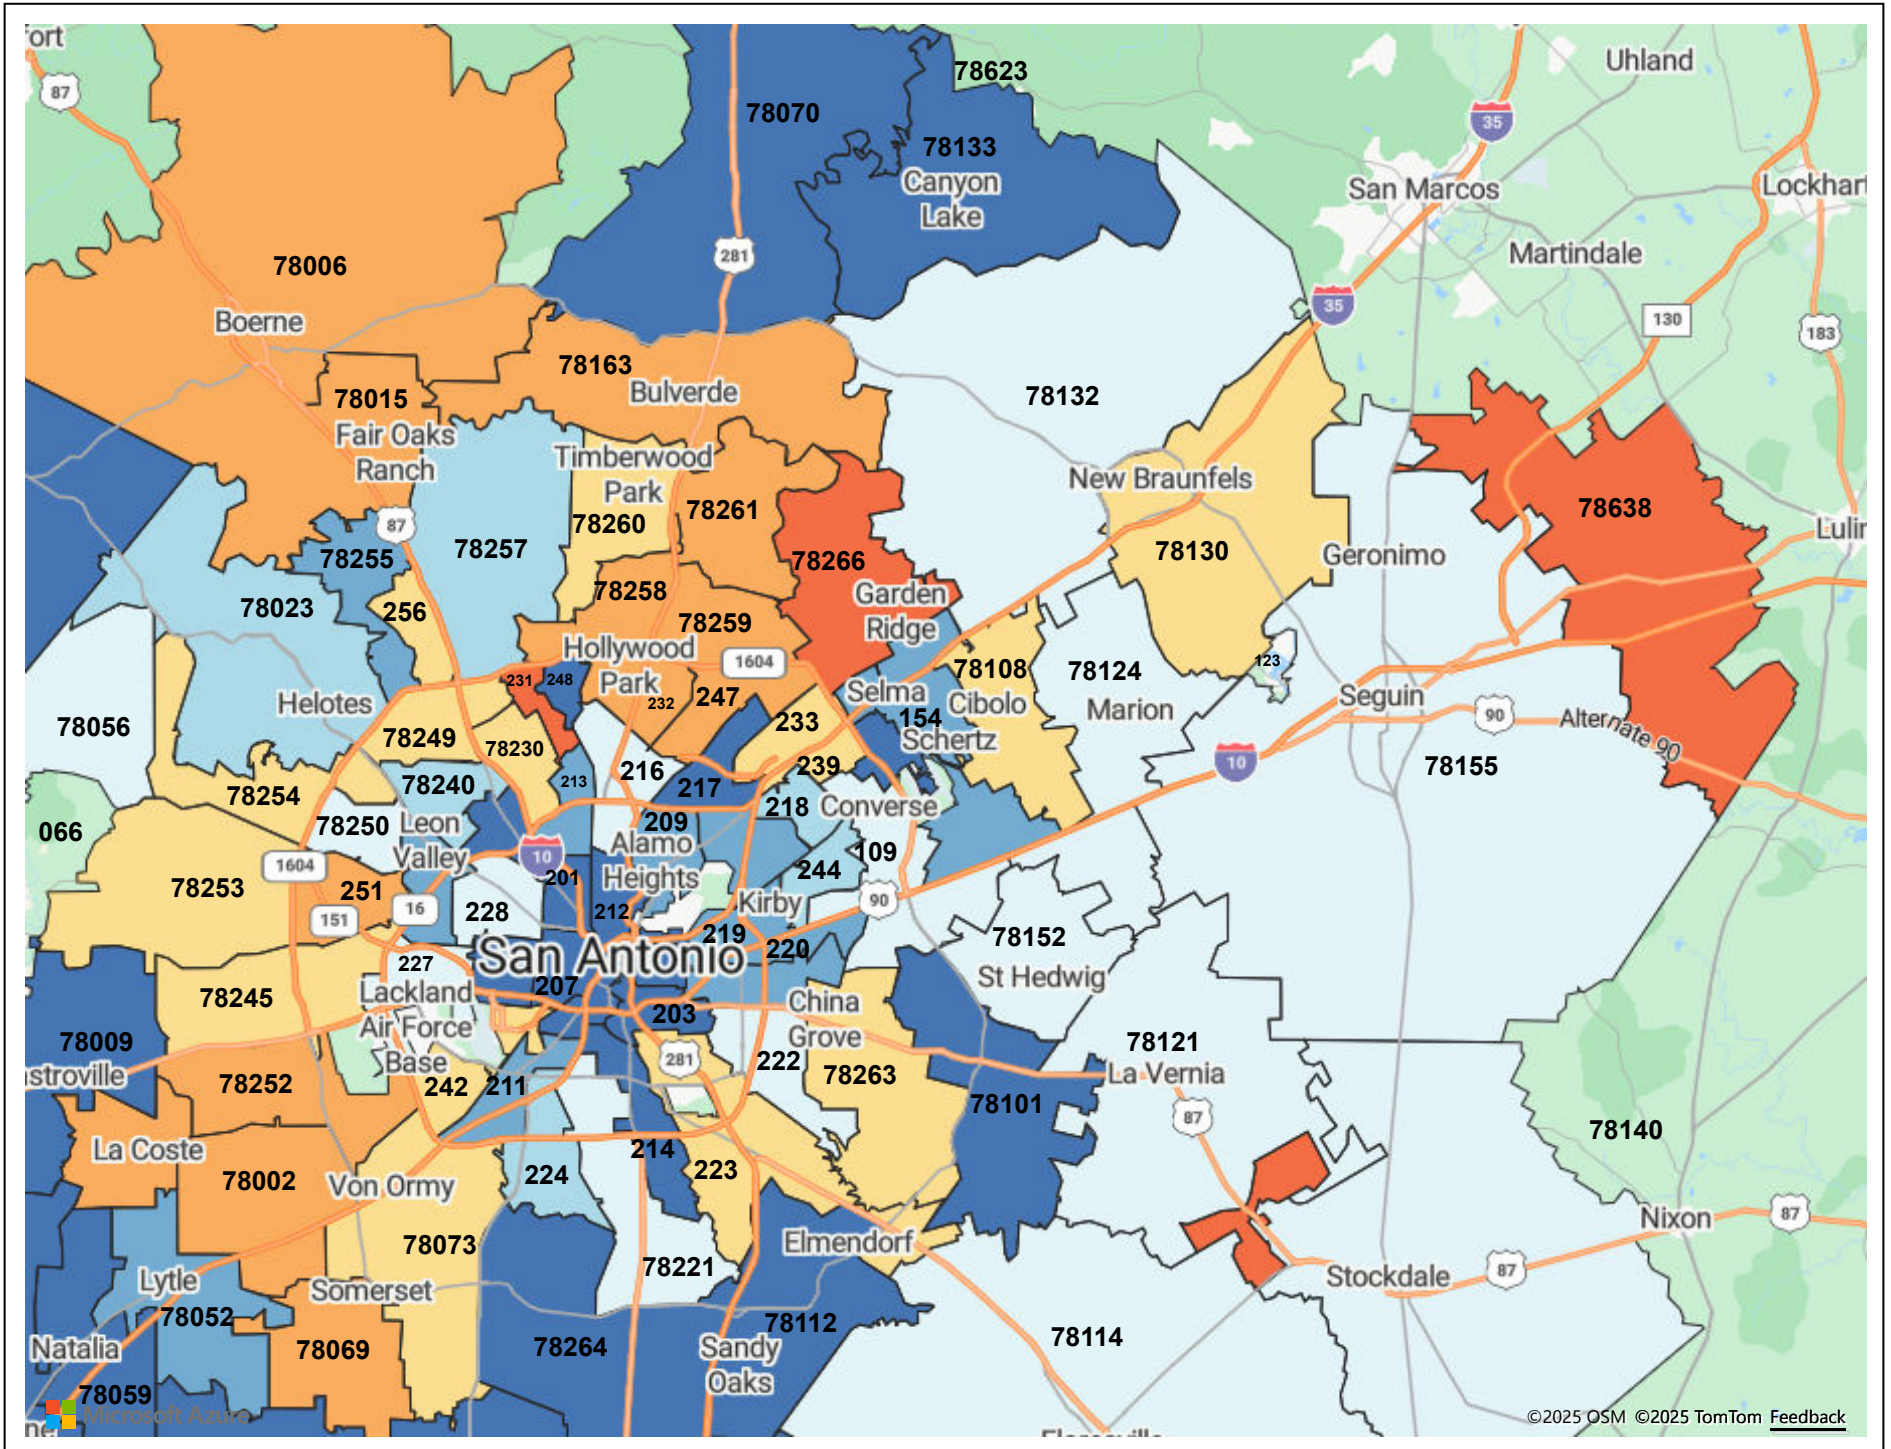 ort
Uhland
87
78623
78070
35
78133
Canyon
Lake
San Marcos
Lockhart
Martindale
281
78006
35
Boerne
130
183
78163
Bulverde
78132
78015
Fair Oaks
Ranch
Timberwood
Park
New Braunfels
78261
78638
87
78260
Lulin
78257
78255
78130
Geronimo
78266
78258
Garden
Ridge
78023
256
78259
Hollywood
Park
1604
78108
78124
123
231
248
Helotes
232
247
Selma
Cibolo
Marion
Seguin
78056
154
Schertz
90
Alternate 90
233
78249
78230
10
78155
239
216
213
217
78240
78254
218
Converse
78250
Leon
Valley
209
Alamo
Heights
066
10
109
1604
244
78253
251
201
16
151
228
212
Kirby
90
219
220
78152
San Antonio
227
St Hedwig
207
Lackland
Air Force
Base
78245
203
China
Grove
78009
stroville
281
222
78121
La Vernia
78252
242
211
78263
78101
87
78140
La Coste
214
78002
Von Ormy
224
223
Nixon
87
78073
Elmendorf
78221
Lytle
Somerset
Stockdale
87
78052
78112
78264
78114
Natalia
78069
Sandy
Oaks
78059
Microsoft Azure
ne
©2025 OSM ©2025 TomTom Feedback